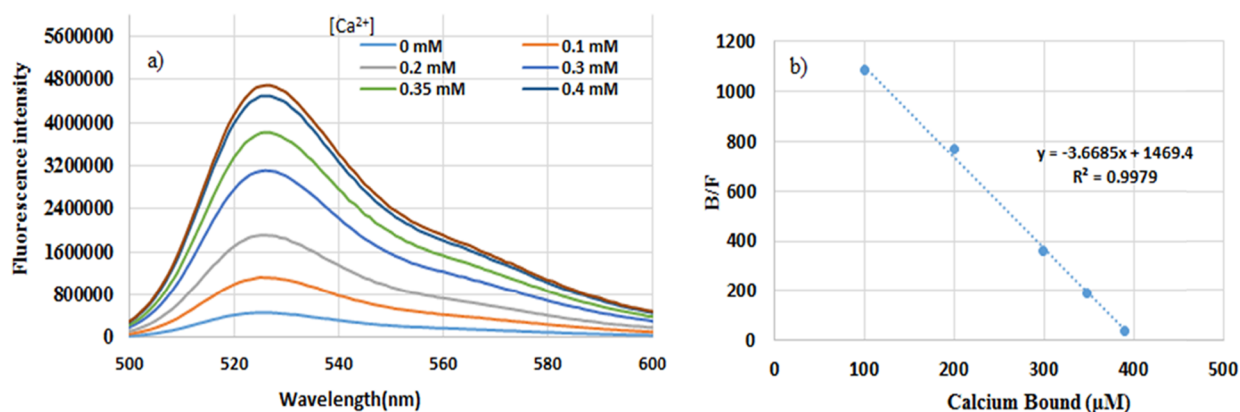 [Ca²⁺]
a)
0 mM
0.1 mM
0.2 mM
0.3 mM
0.35 mM
0.4 mM
5600000
4800000
4000000
3200000
2400000
1600000
800000
0
Fluorescence intensity
500 520 540 560 580 600
Wavelength(nm)
b)
1200
1000
800
600
400
200
0
B/F
y = -3.6685x + 1469.4
R² = 0.9979
0 100 200 300 400 500
Calcium Bound (µM)